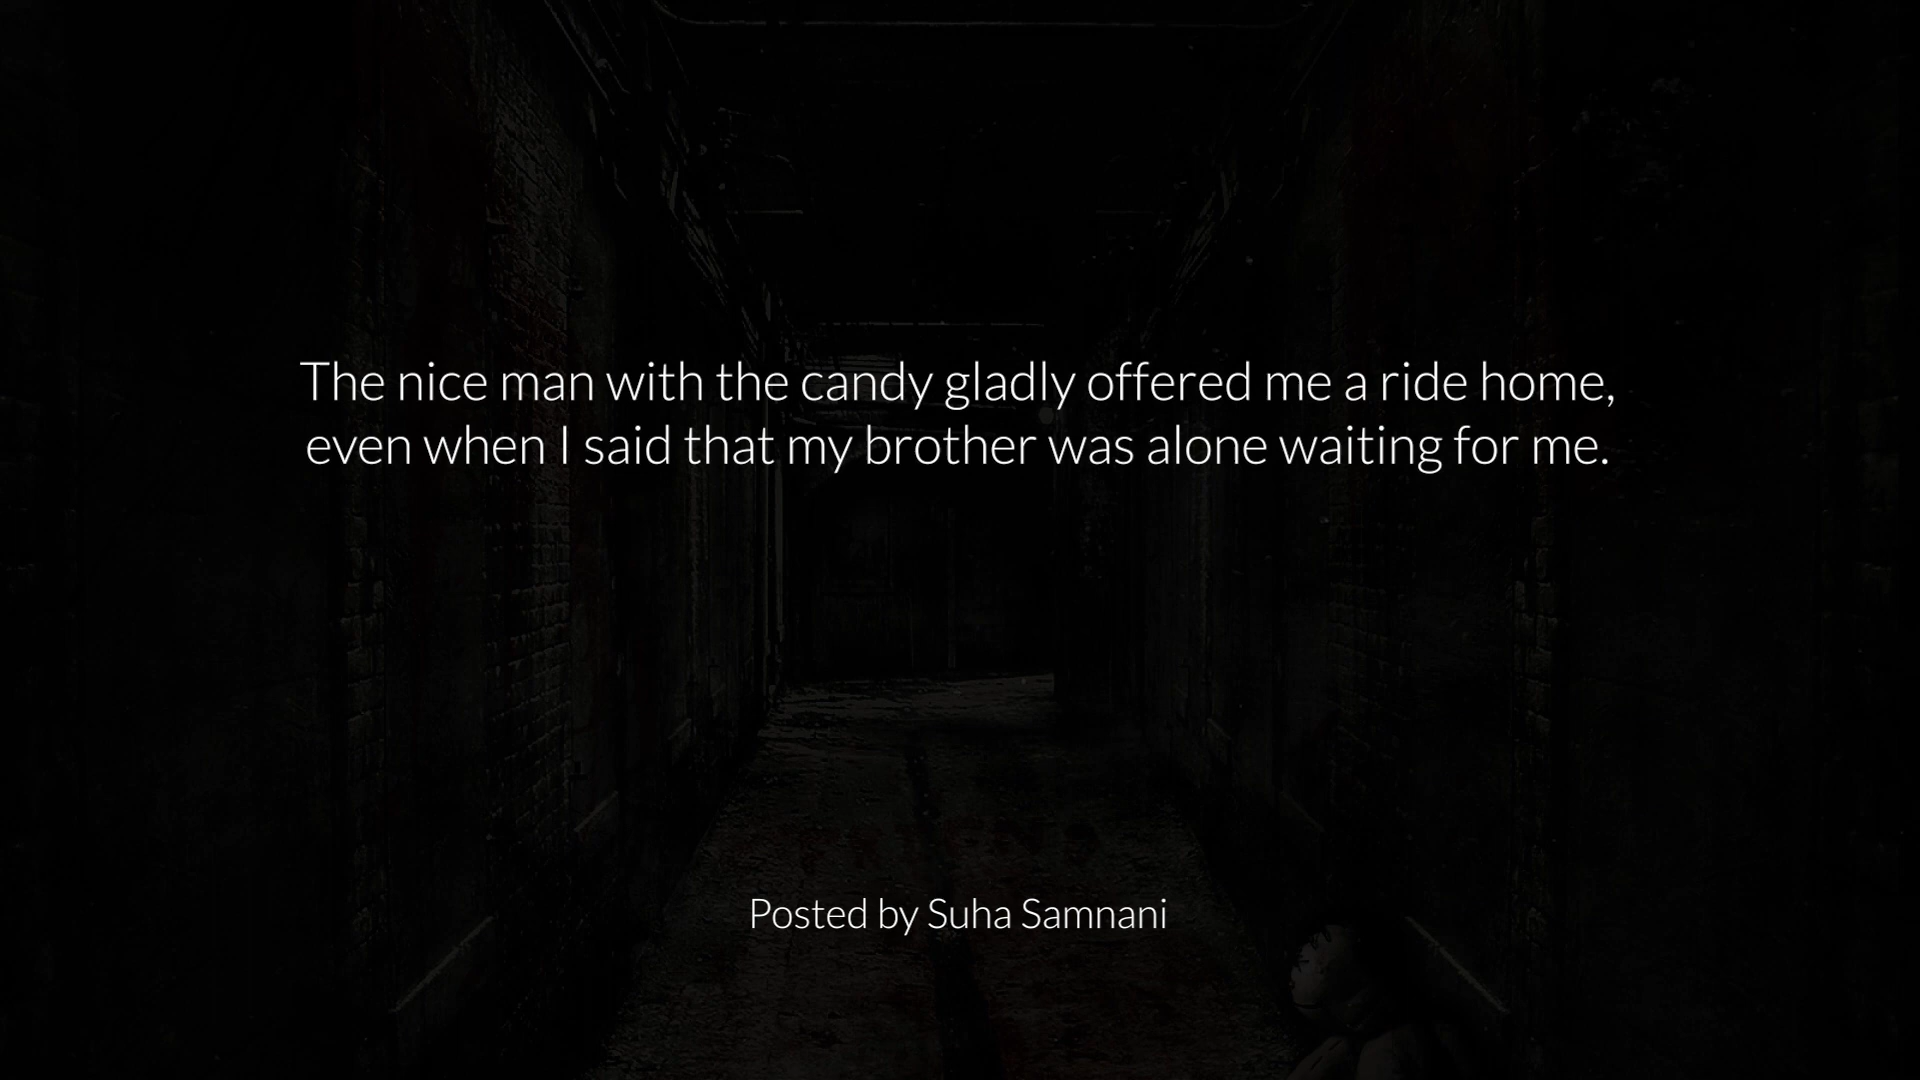 The nice man with the candy gladly offered me a ride home,
even when I said that my brother was alone waiting for me.
Posted by Suha Samnani